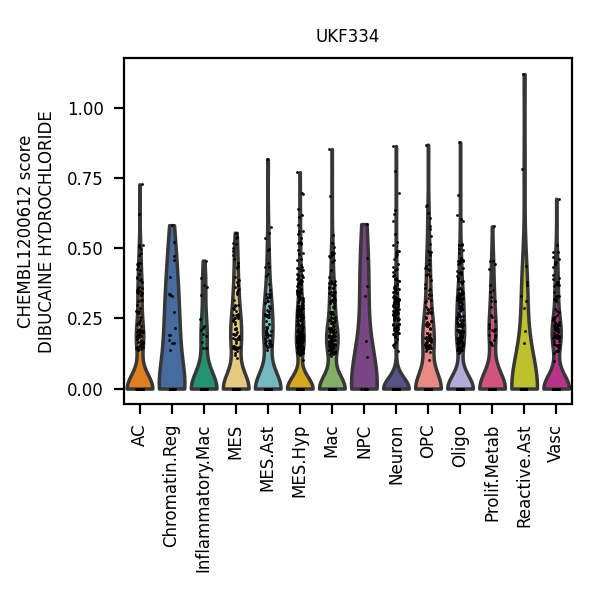 UKF334
CHEMBL1200612 score
DIBUCAINE HYDROCHLORIDE
1.00
0.75
0.50
0.25
0.00
AC
Chromatin.Reg
Inflammatory.Mac
MES
MES.Ast
MES.Hyp
Mac
NPC
Neuron
OPC
Oligo
Prolif.Metab
Reactive.Ast
Vasc